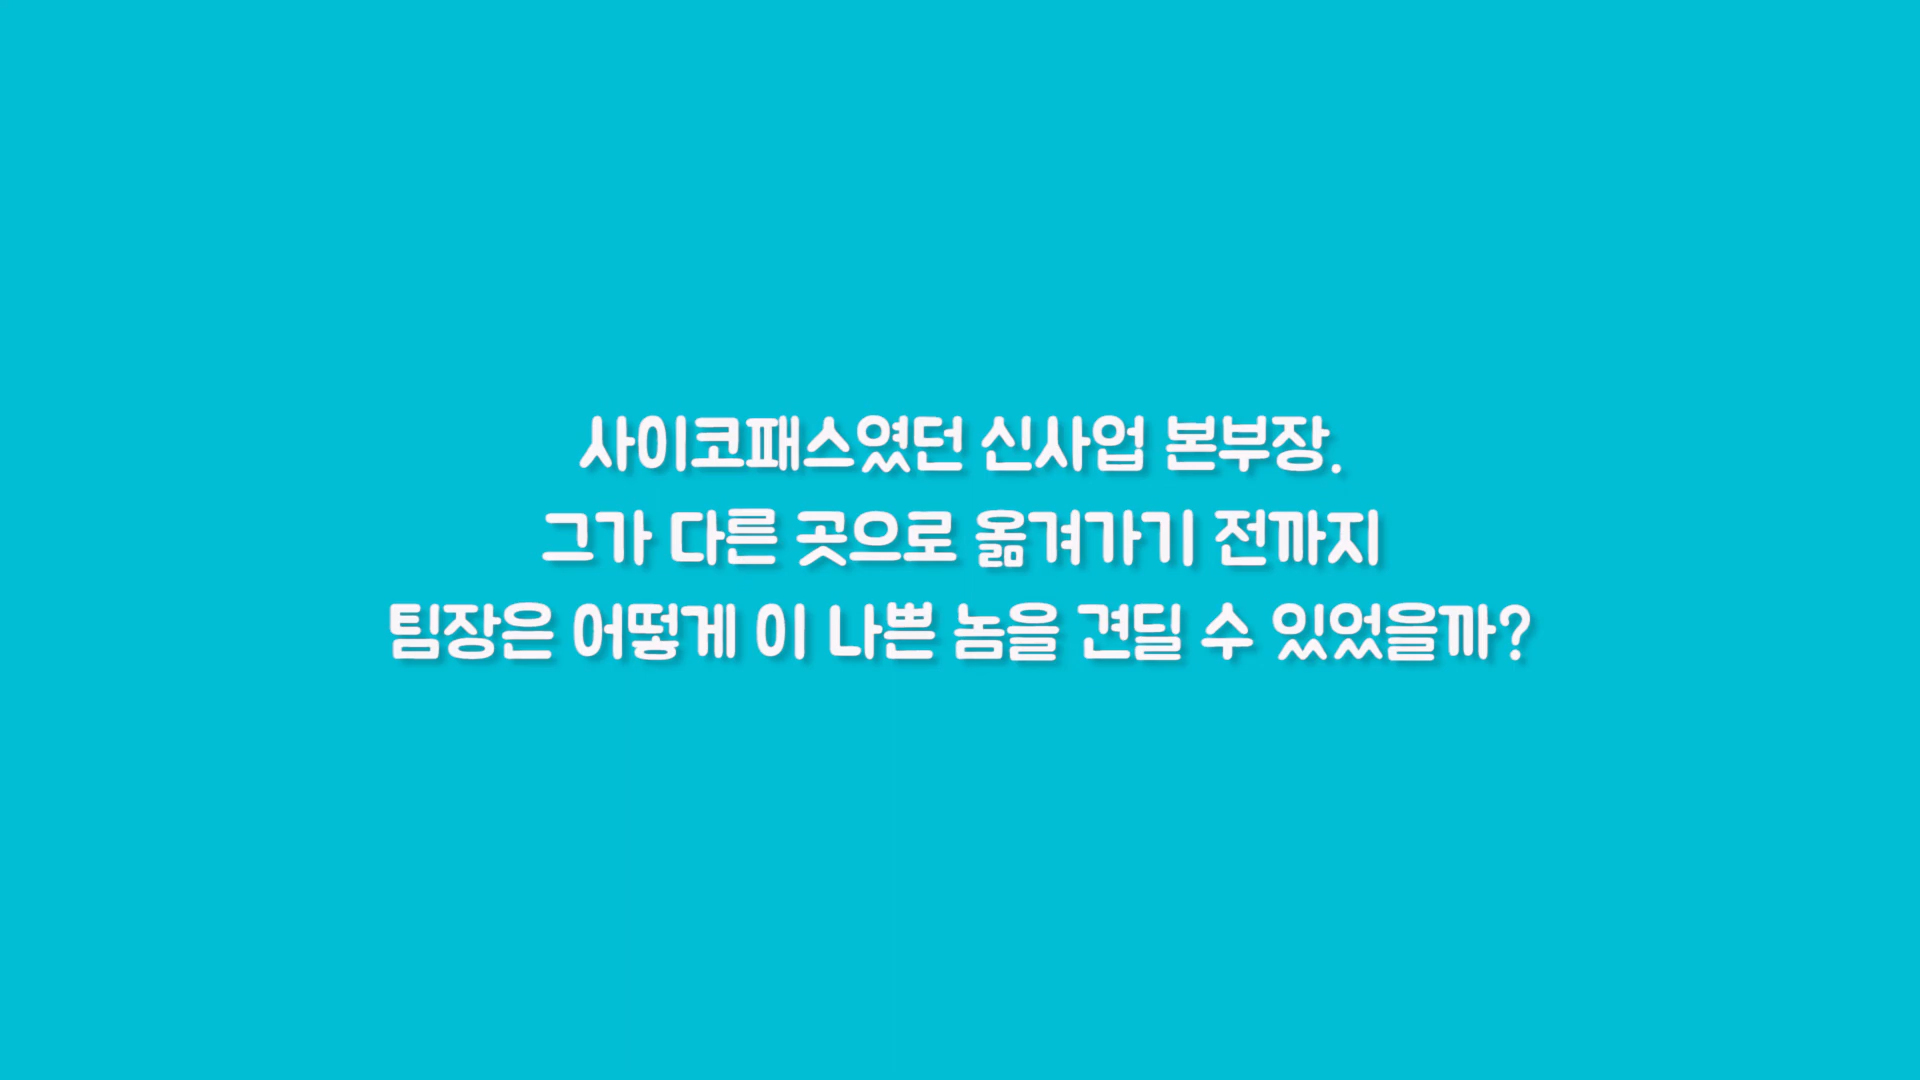 사이코패스였던 신사업 본부장.
그가 다른 곳으로 옮겨가기 전까지
팀장은 어떻게 이 나쁜 놈을 견딜 수 있었을까?